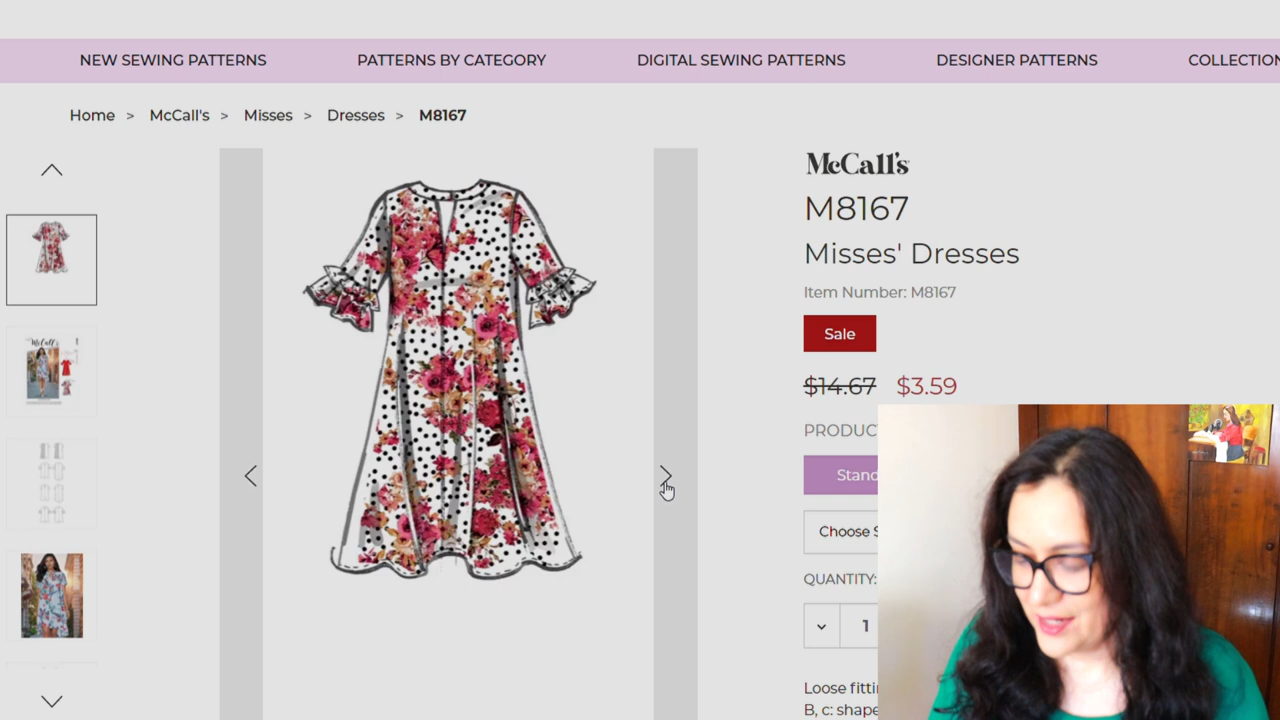 NEW SEWING PATTERNS PATTERNS BY CATEGORY DIGITAL SEWING PATTERNS DESIGNER PATTERNS COLLECTION
Home > McCall's > Misses > Dresses > M8167
McCall's
M8167
Misses' Dresses
Item Number: M8167
Sale
$14.67 $3.59
PRODUC
Stand
Choose S
QUANTITY:
1
Loose fitti
B, c: shape
McCall's